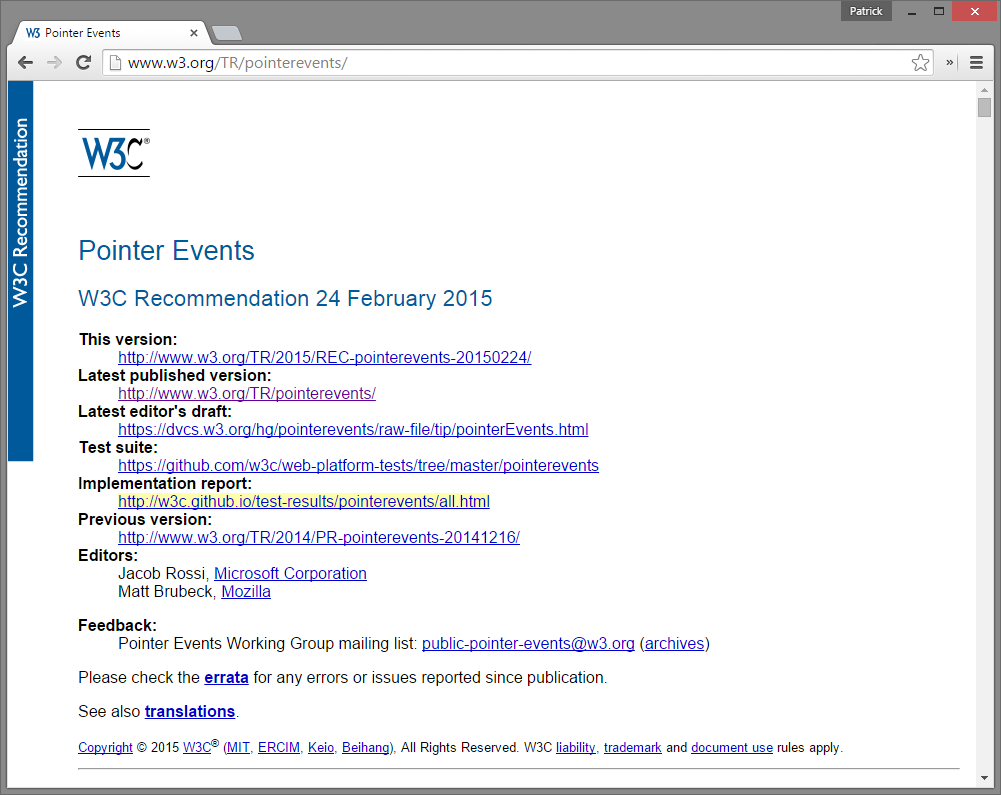 Patrick
W3 Pointer Events
www.w3.org/TR/pointerevents/
W3C Recommendation
W3C®
Pointer Events
W3C Recommendation 24 February 2015
This version:
http://www.w3.org/TR/2015/REC-pointerevents-20150224/
Latest published version:
http://www.w3.org/TR/pointerevents/
Latest editor's draft:
https://dvcs.w3.org/hg/pointerevents/raw-file/tip/pointerEvents.html
Test suite:
https://github.com/w3c/web-platform-tests/tree/master/pointerevents
Implementation report:
http://w3c.github.io/test-results/pointerevents/all.html
Previous version:
http://www.w3.org/TR/2014/PR-pointerevents-20141216/
Editors:
Jacob Rossi, Microsoft Corporation
Matt Brubeck, Mozilla
Feedback:
Pointer Events Working Group mailing list: public-pointer-events@w3.org (archives)
Please check the errata for any errors or issues reported since publication.
See also translations.
Copyright © 2015 W3C® (MIT, ERCIM, Keio, Beihang), All Rights Reserved. W3C liability, trademark and document use rules apply.